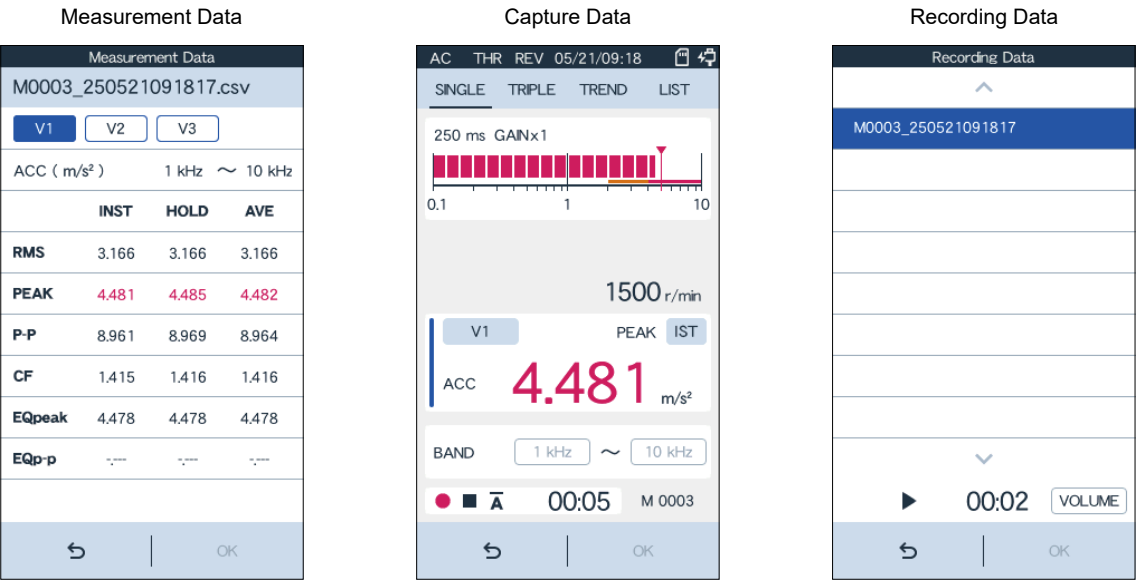 Measurement Data
Measurement Data
M0003_250521091817.csv
V1 V2 V3
ACC ( m/s² ) 1 kHz ～ 10 kHz
INST HOLD AVE
RMS 3.166 3.166 3.166
PEAK 4.481 4.485 4.482
P-P 8.961 8.969 8.964
CF 1.415 1.416 1.416
EQpeak 4.478 4.478 4.478
EQp-p -.--- -.--- -.---
OK
Capture Data
AC THR REV 05/21/09:18
SINGLE TRIPLE TREND LIST
250 ms GAIN×1
0.1 1 10
1500 r/min
V1 PEAK IST
ACC 4.481 m/s²
BAND 1 kHz ～ 10 kHz
A 00:05 M 0003
OK
Recording Data
Recording Data
M0003_250521091817
00:02 VOLUME
OK